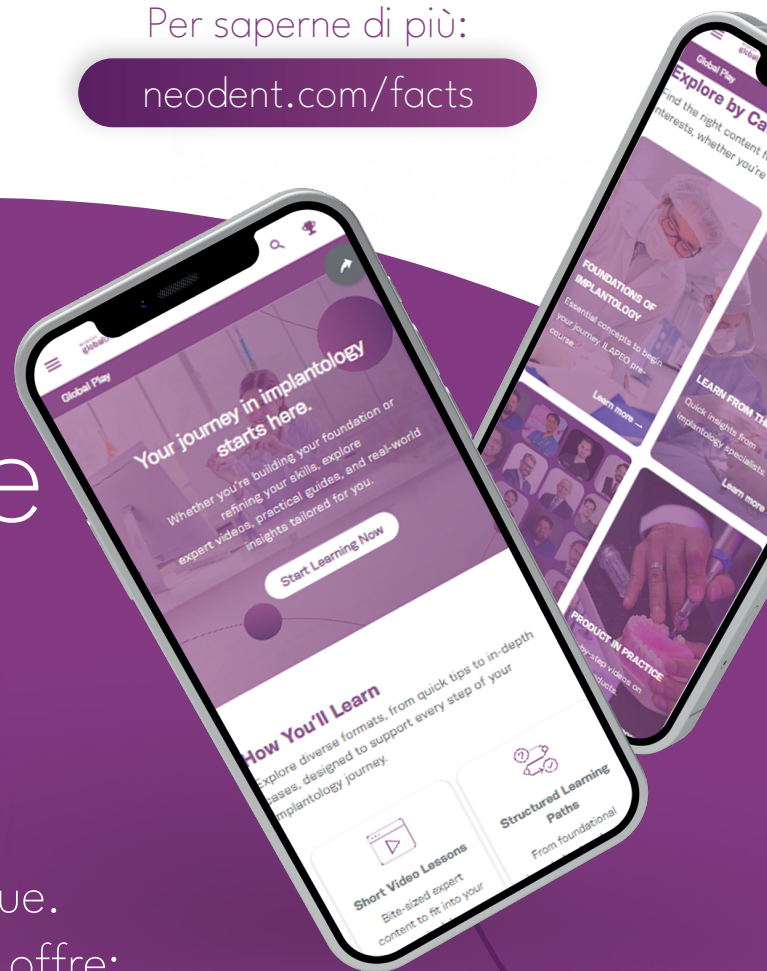 Per saperne di più:
neodent.com/facts
e
ue.
offre:
Global Play
Your journey in implantology
starts here.
Whether you're building your foundation or
refining your skills, explore
expert videos, practical guides, and real-world
insights tailored for you.
Start Learning Now
How You'll Learn
Explore diverse formats, from quick tips to in-depth
cases, designed to support every step of your
implantology journey.
Short Video Lessons
Bite-sized expert
content to fit into your
Structured Learning
Paths
From foundational
Global Play
Explore by Ca
Find the right content f
interests, whether you're
FOUNDATIONS OF
IMPLANTOLOGY
Essential concepts to begin
your journey. ILAPEO pre-
course.
Learn more →
LEARN FROM TH
Quick insights from
implantology specialists.
Learn more
PRODUCT IN PRACTICE
by-step videos on